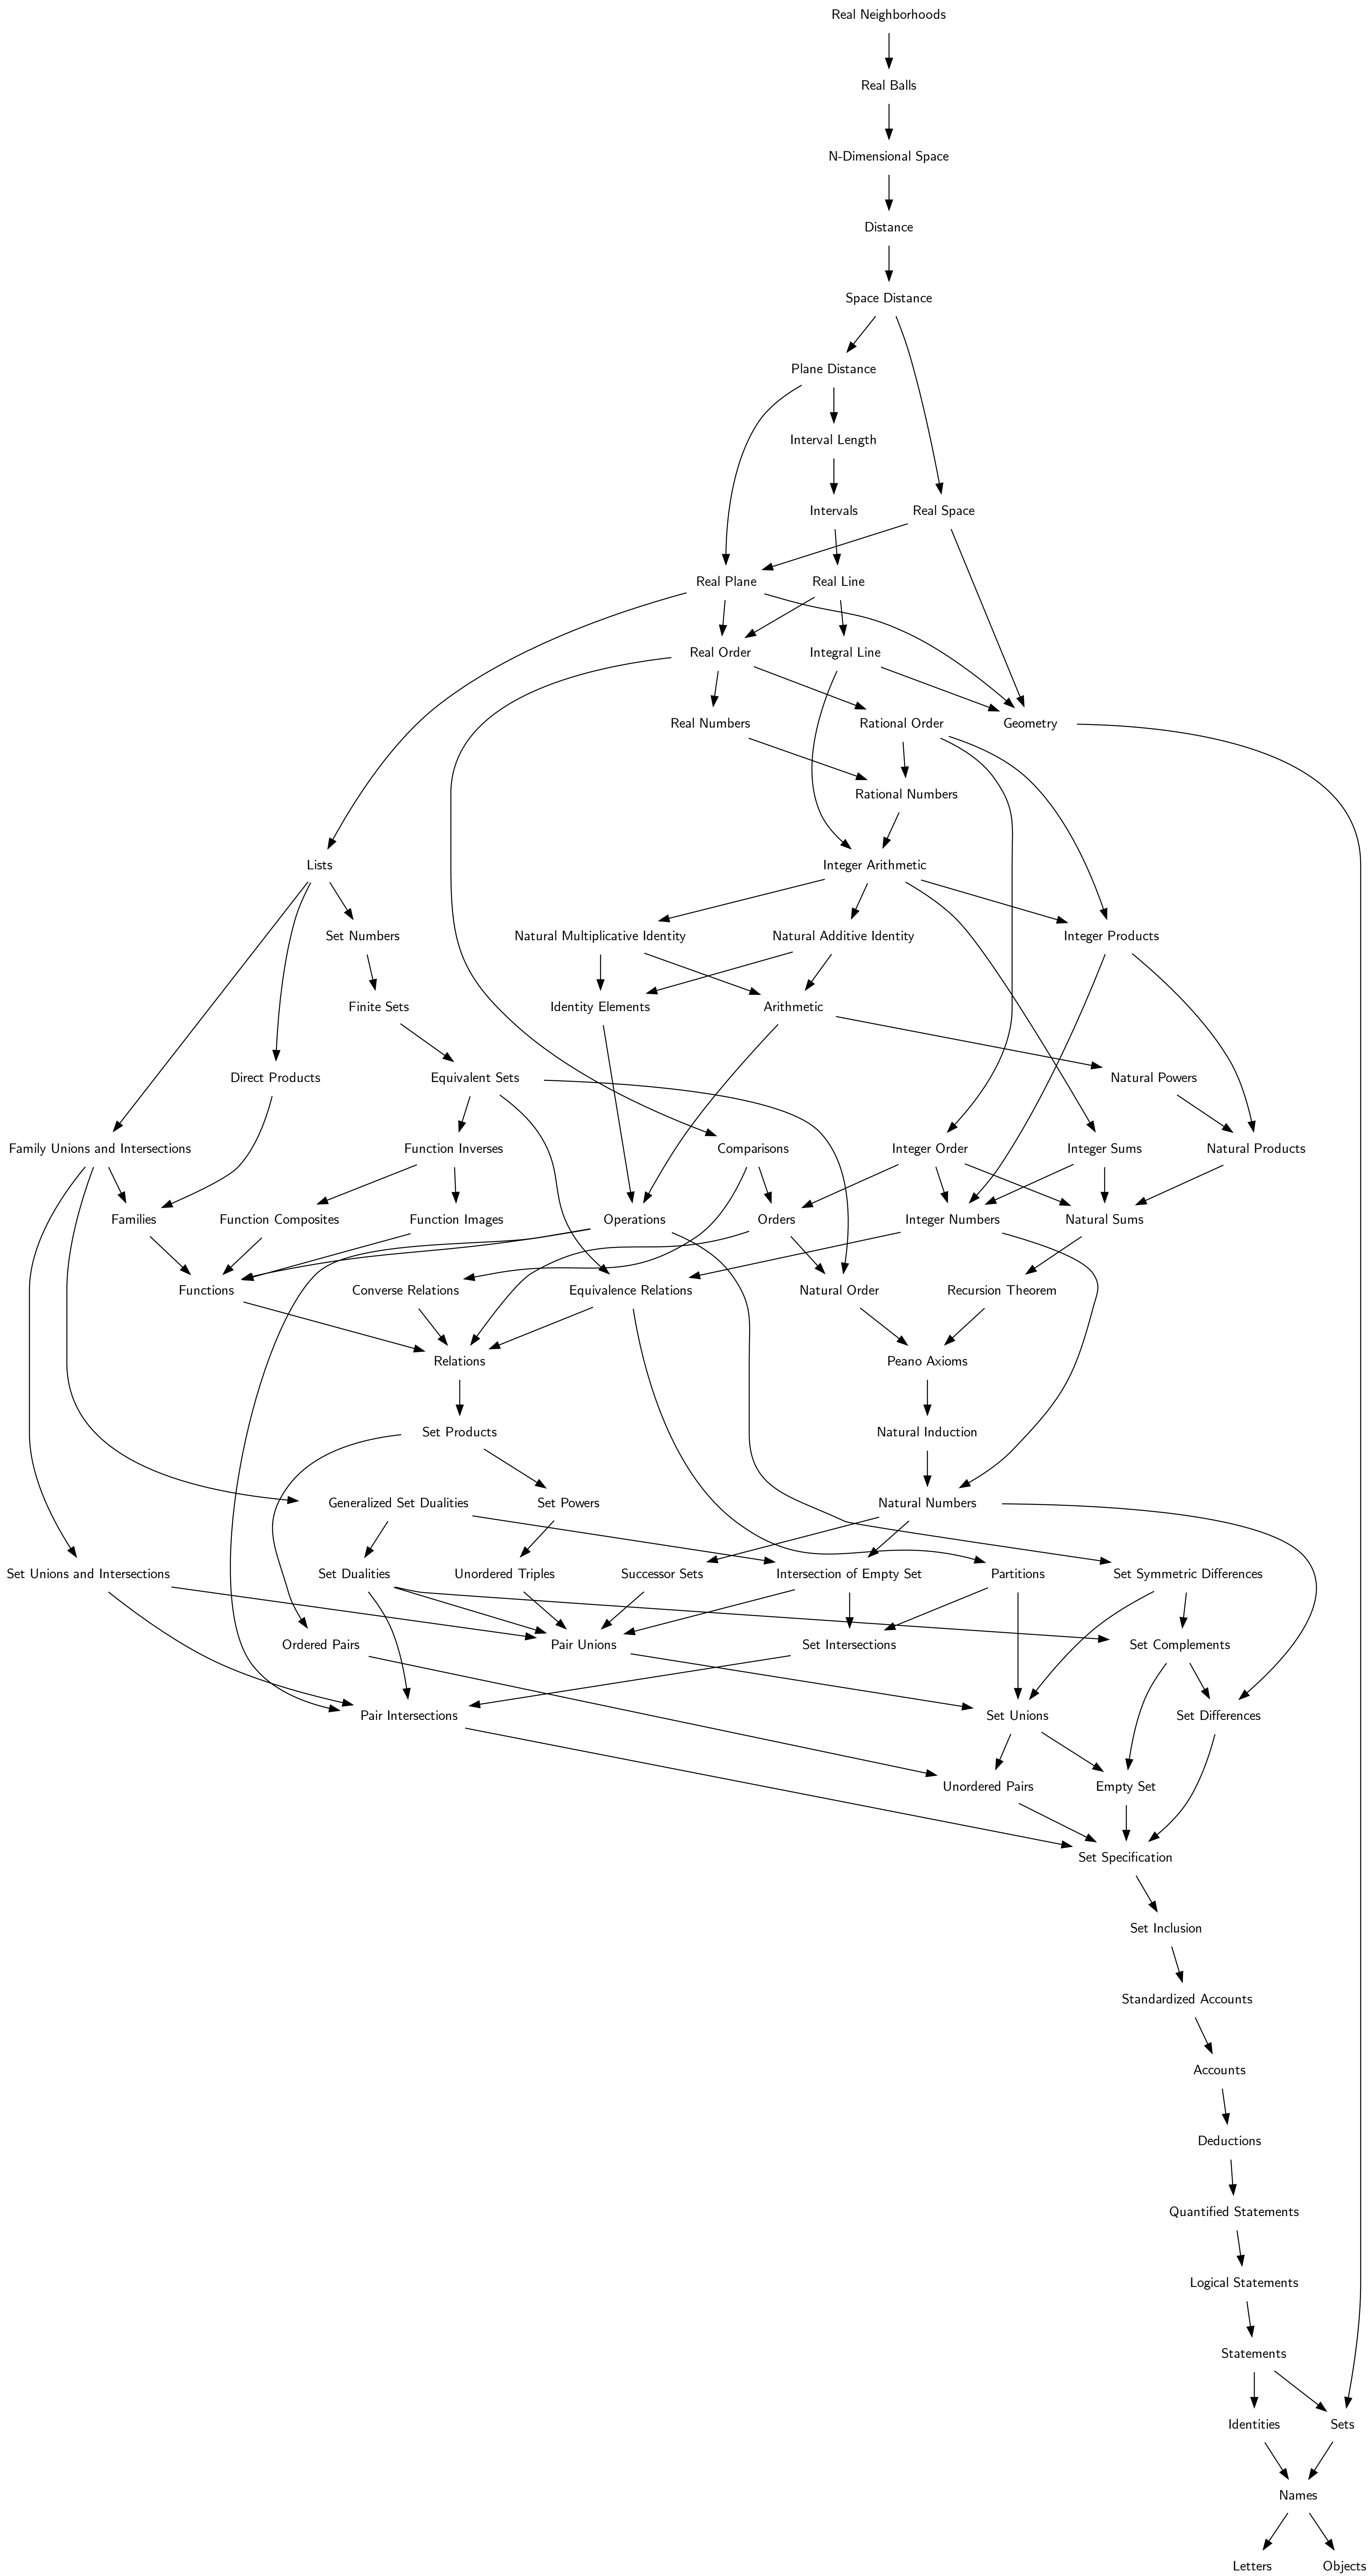 Real Neighborhoods
Real Balls
N-Dimensional Space
Distance
Space Distance
Plane Distance
Interval Length
Intervals
Real Space
Real Plane
Real Line
Real Order
Integral Line
Real Numbers
Rational Order
Geometry
Rational Numbers
Lists
Integer Arithmetic
Set Numbers
Natural Multiplicative Identity
Natural Additive Identity
Integer Products
Finite Sets
Identity Elements
Arithmetic
Direct Products
Equivalent Sets
Natural Powers
Family Unions and Intersections
Function Inverses
Comparisons
Integer Order
Integer Sums
Natural Products
Families
Function Composites
Function Images
Operations
Orders
Integer Numbers
Natural Sums
Functions
Converse Relations
Equivalence Relations
Natural Order
Recursion Theorem
Relations
Peano Axioms
Set Products
Natural Induction
Generalized Set Dualities
Set Powers
Natural Numbers
Set Unions and Intersections
Set Dualities
Unordered Triples
Successor Sets
Intersection of Empty Set
Partitions
Set Symmetric Differences
Ordered Pairs
Pair Unions
Set Intersections
Set Complements
Pair Intersections
Set Unions
Set Differences
Unordered Pairs
Empty Set
Set Specification
Set Inclusion
Standardized Accounts
Accounts
Deductions
Quantified Statements
Logical Statements
Statements
Identities
Sets
Names
Letters
Objects